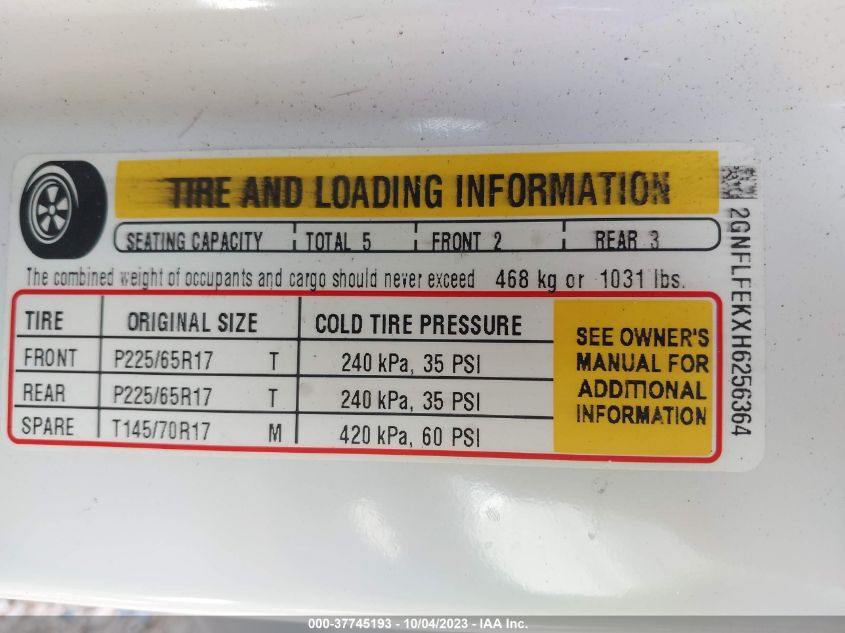 TIRE AND LOADING INFORMATION
SEATING CAPACITY TOTAL 5 FRONT 2 REAR 3
The combined weight of occupants and cargo should never exceed 468 kg or 1031 lbs.
TIRE ORIGINAL SIZE COLD TIRE PRESSURE
FRONT P225/65R17 T 240 kPa, 35 PSI
REAR P225/65R17 T 240 kPa, 35 PSI
SPARE T145/70R17 M 420 kPa, 60 PSI
SEE OWNER'S
MANUAL FOR
ADDITIONAL
INFORMATION
2GNFLFEKXH6256364
000-37745193 - 10/04/2023 - IAA Inc.